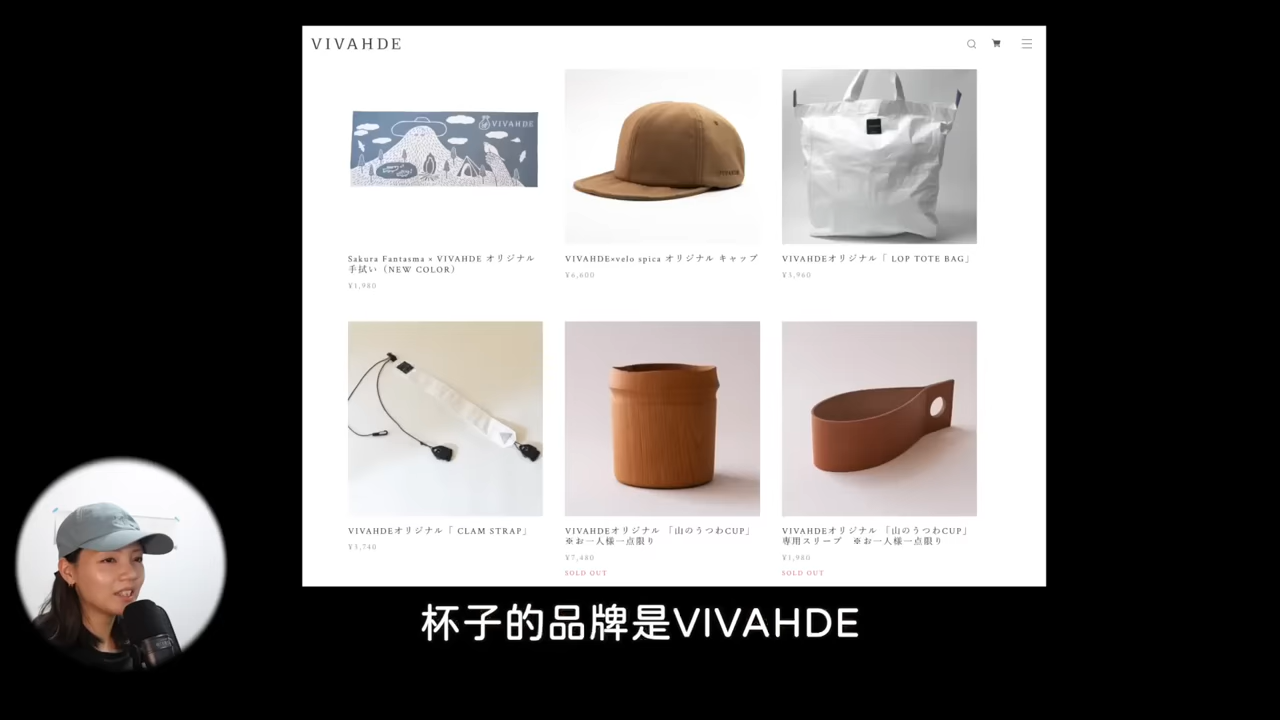 VIVAHDE
VIVAHDE
Sakura Fantasma × VIVAHDE オリジナル
手拭い（NEW COLOR）
¥1,980
VIVAHDE×velo spica オリジナル キャップ
¥6,600
VIVAHDEオリジナル「 LOP TOTE BAG」
¥5,960
VIVAHDEオリジナル「 CLAM STRAP」
¥3,740
VIVAHDEオリジナル 「山のうつわCUP」
※お一人様一点限り
¥7,480
SOLD OUT
VIVAHDEオリジナル 「山のうつわCUP」
専用スリーブ　※お一人様一点限り
¥1,980
SOLD OUT
杯子的品牌是VIVAHDE